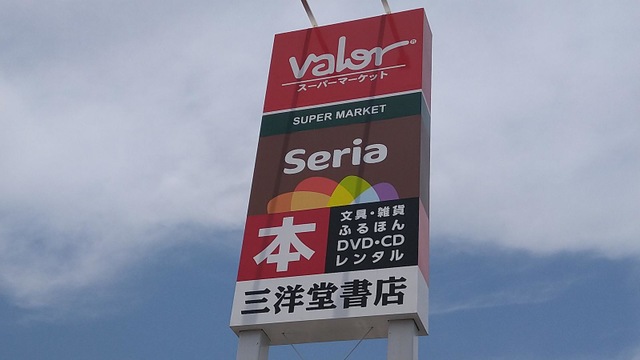 valor®
スーパーマーケット
SUPER MARKET
Seria
本
文具・雑貨
ふるほん
DVD・CD
レンタル
三洋堂書店